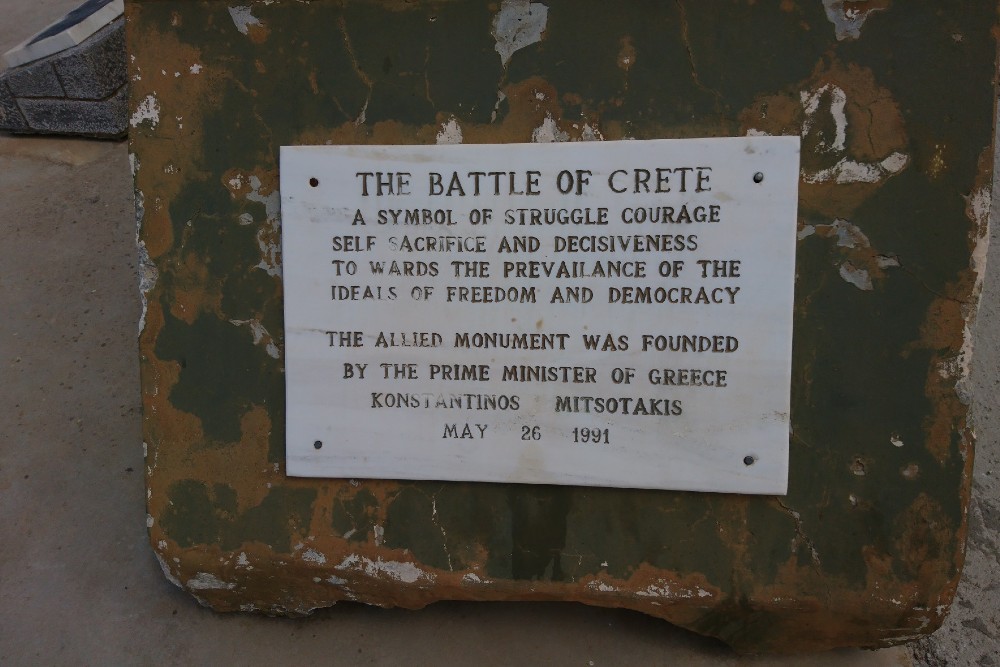 THE BATTLE OF CRETE
A SYMBOL OF STRUGGLE COURAGE
SELF SACRIFICE AND DECISIVENESS
TO WARDS THE PREVAILANCE OF THE
IDEALS OF FREEDOM AND DEMOCRACY
THE ALLIED MONUMENT WAS FOUNDED
BY THE PRIME MINISTER OF GREECE
KONSTANTINOS MITSOTAKIS
MAY 26 1991